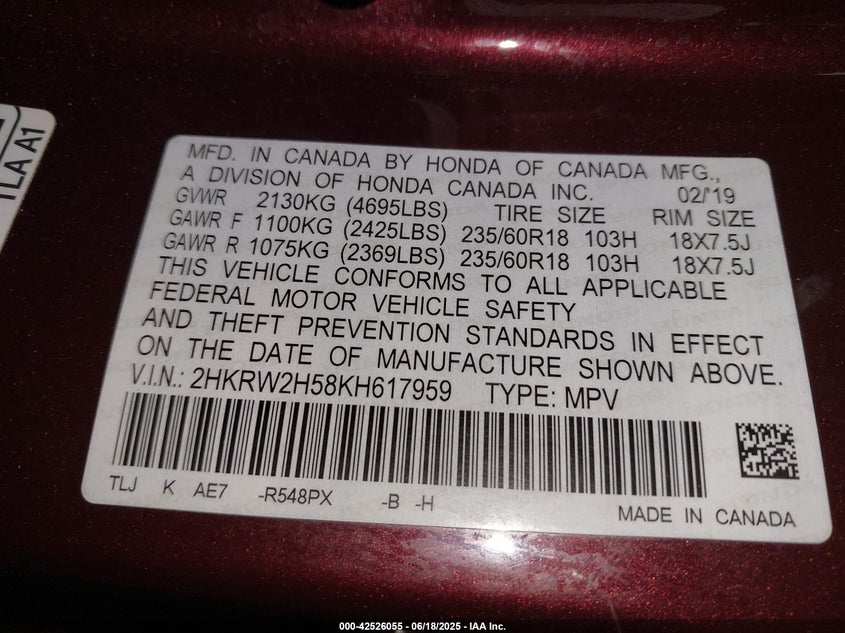 TLA A1
MFD. IN CANADA BY HONDA OF CANADA MFG.,
A DIVISION OF HONDA CANADA INC. 02/'19
GVWR 2130KG (4695LBS) TIRE SIZE RIM SIZE
GAWR F 1100KG (2425LBS) 235/60R18 103H 18X7.5J
GAWR R 1075KG (2369LBS) 235/60R18 103H 18X7.5J
THIS VEHICLE CONFORMS TO ALL APPLICABLE
FEDERAL MOTOR VEHICLE SAFETY
AND THEFT PREVENTION STANDARDS IN EFFECT
ON THE DATE OF MANUFACTURE SHOWN ABOVE.
V.I.N.: 2HKRW2H58KH617959 TYPE: MPV
TLJ K AE7 -R548PX -B -H
MADE IN CANADA
000-42526055 - 06/18/2025 - IAA Inc.